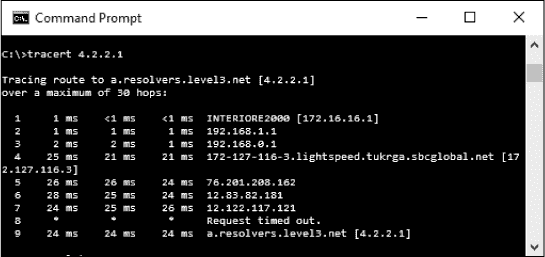 Command Prompt
C:\>tracert 4.2.2.1
Tracing route to a.resolvers.level3.net [4.2.2.1]
over a maximum of 30 hops:
1 1 ms <1 ms <1 ms INTERIORE2000 [172.16.16.1]
2 1 ms 1 ms 1 ms 192.168.1.1
3 2 ms 2 ms 1 ms 192.168.0.1
4 25 ms 21 ms 21 ms 172-127-116-3.lightspeed.tukrga.sbcglobal.net [17
2.127.116.3]
5 26 ms 26 ms 24 ms 76.201.208.162
6 28 ms 25 ms 24 ms 12.83.82.181
7 24 ms 25 ms 26 ms 12.122.117.121
8 * * * Request timed out.
9 24 ms 24 ms 24 ms a.resolvers.level3.net [4.2.2.1]